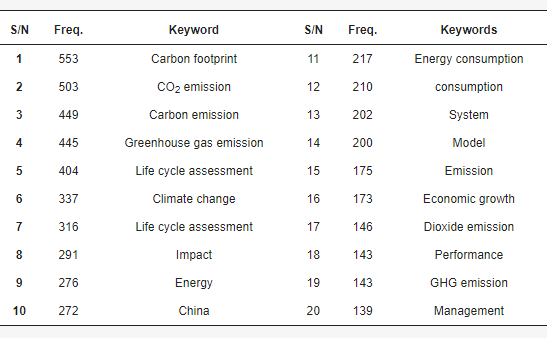 S/N Freq. Keyword S/N Freq. Keywords
1 553 Carbon footprint 11 217 Energy consumption
2 503 CO2 emission 12 210 consumption
3 449 Carbon emission 13 202 System
4 445 Greenhouse gas emission 14 200 Model
5 404 Life cycle assessment 15 175 Emission
6 337 Climate change 16 173 Economic growth
7 316 Life cycle assessment 17 146 Dioxide emission
8 291 Impact 18 143 Performance
9 276 Energy 19 143 GHG emission
10 272 China 20 139 Management